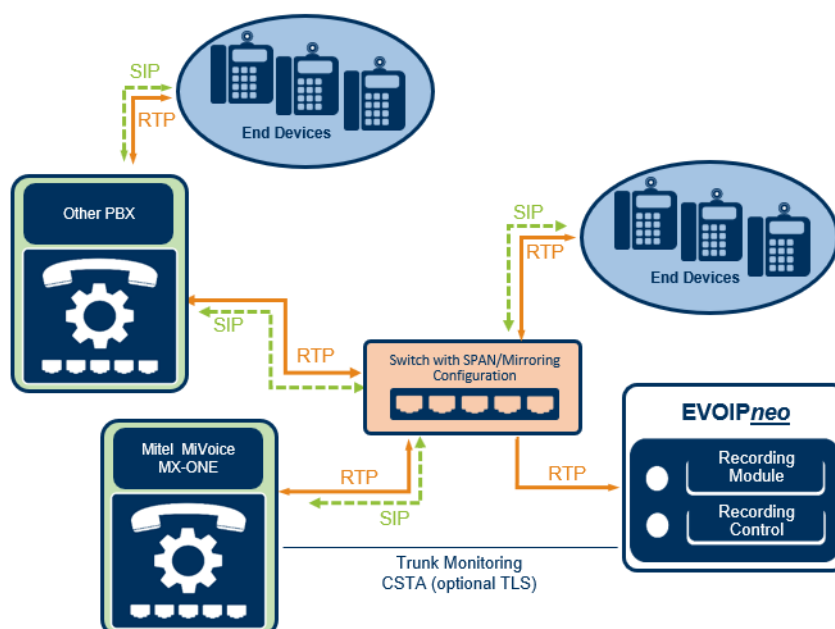 SIP
RTP
End Devices
Other PBX
SIP
RTP
End Devices
SIP
RTP
Switch with SPAN/Mirroring
Configuration
EVOIPneo
Recording
Module
Recording
Control
Mitel MiVoice
MX-ONE
RTP
SIP
RTP
Trunk Monitoring
CSTA (optional TLS)